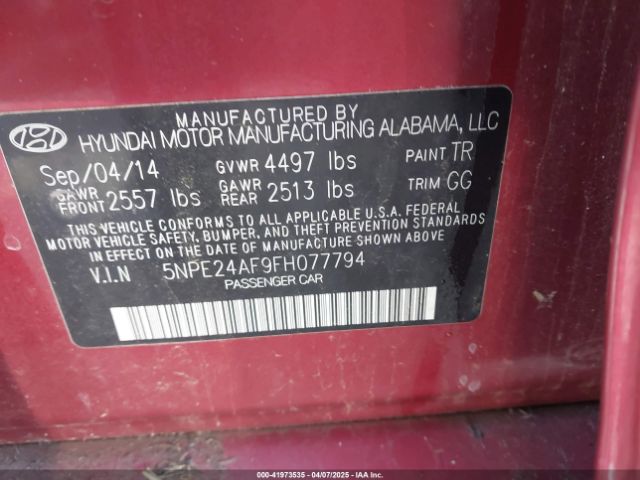 MANUFACTURED BY
HYUNDAI MOTOR MANUFACTURING ALABAMA, LLC
Sep/04/14 GVWR 4497 lbs PAINT TR
GAWR FRONT 2557 lbs GAWR REAR 2513 lbs TRIM GG
THIS VEHICLE CONFORMS TO ALL APPLICABLE U.S.A. FEDERAL
MOTOR VEHICLE SAFETY, BUMPER, AND THEFT PREVENTION STANDARDS
IN EFFECT ON THE DATE OF MANUFACTURE SHOWN ABOVE.
V.I.N 5NPE24AF9FH077794
PASSENGER CAR
000-41973535 - 04/07/2025 - IAA Inc.